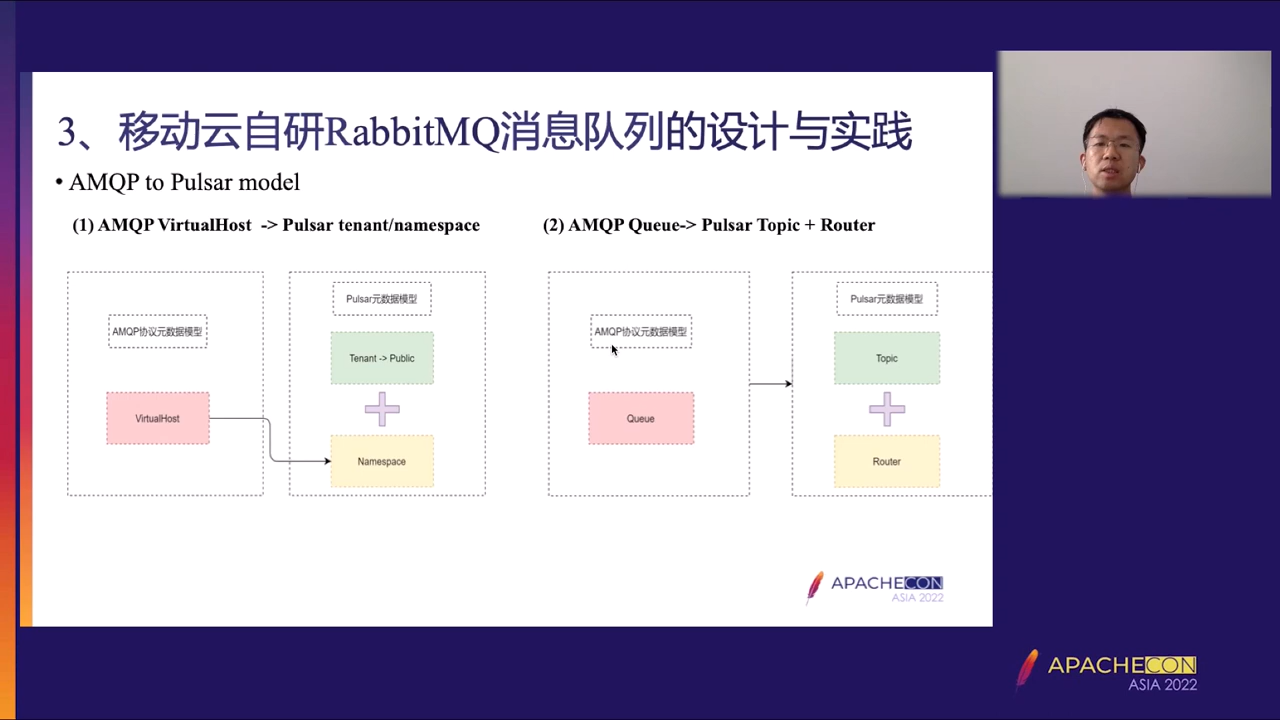 3、移动云自研RabbitMQ消息队列的设计与实践
• AMQP to Pulsar model
(1) AMQP VirtualHost -> Pulsar tenant/namespace
(2) AMQP Queue-> Pulsar Topic + Router
AMQP协议元数据模型
VirtualHost
Pulsar元数据模型
Tenant -> Public
Namespace
AMQP协议元数据模型
Queue
Pulsar元数据模型
Topic
Router
APACHECON
ASIA 2022
APACHECON
ASIA 2022